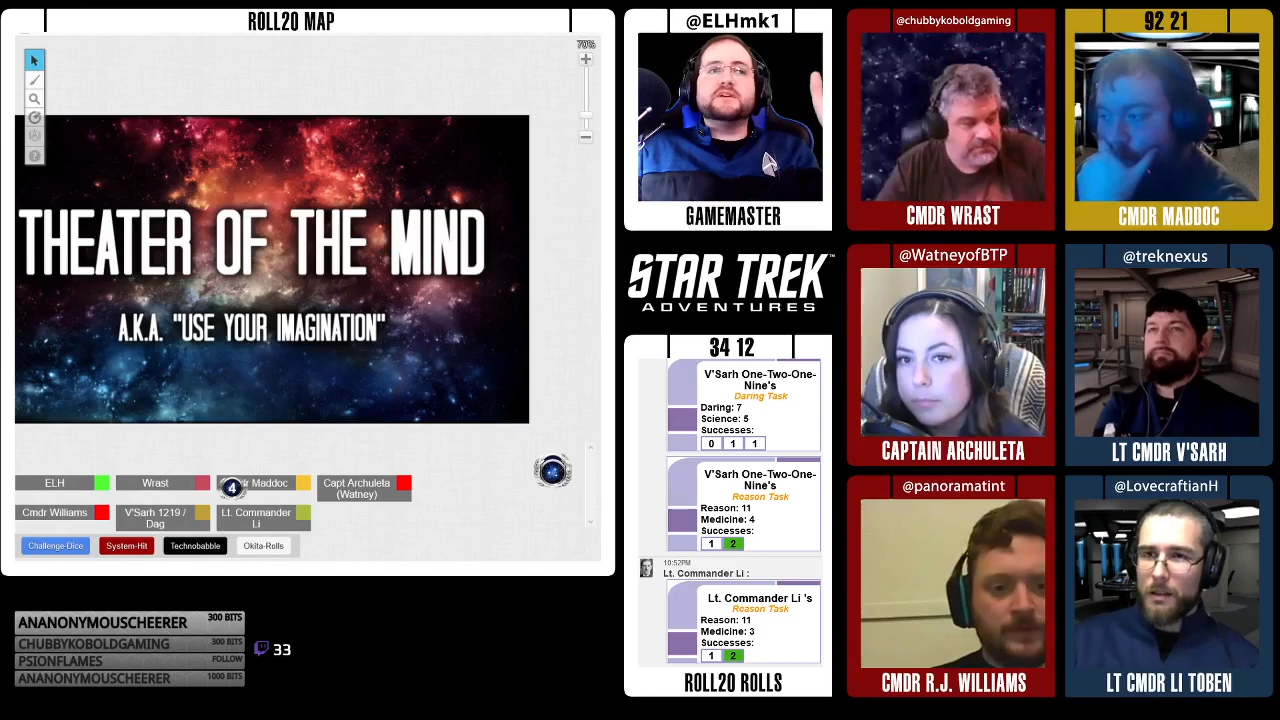 ROLL20 MAP
70%
THEATER OF THE MIND
A.K.A. "USE YOUR IMAGINATION"
ELH
Wrast
dr Maddoc
4
Capt Archuleta
(Watney)
Cmdr Williams
V'Sarh 1219 /
Dag
Lt. Commander
Li
Challenge-Dice
System-Hit
Technobabble
Okita-Rolls
ANANONYMOUSCHEERER 300 BITS
CHUBBYKOBOLDGAMING 300 BITS
PSIONFLAMES FOLLOW
ANANONYMOUSCHEERER 1000 BITS
33
@ELHmk1
GAMEMASTER
STAR TREK™
ADVENTURES
34 12
V'Sarh One-Two-One-
Nine's
Daring Task
Daring: 7
Science: 5
Successes:
0 1 1
V'Sarh One-Two-One-
Nine's
Reason Task
Reason: 11
Medicine: 4
Successes:
1 2
10:52PM
Lt. Commander Li :
Lt. Commander Li 's
Reason Task
Reason: 11
Medicine: 3
Successes:
1 2
ROLL20 ROLLS
@chubbykoboldgaming
CMDR WRAST
92 21
CMDR MADDOC
@WatneyofBTP
CAPTAIN ARCHULETA
@treknexus
LT CMDR V'SARH
@panoramatint
CMDR R.J. WILLIAMS
@LovecraftianH
LT CMDR LI TOBEN